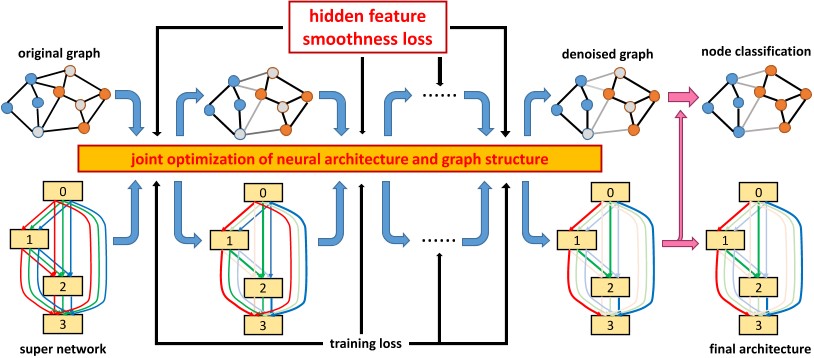 hidden feature
smoothness loss
original graph
denoised graph
node classification
......
joint optimization of neural architecture and graph structure
0
1
2
3
0
1
2
3
......
0
1
2
3
0
1
2
3
super network
training loss
final architecture